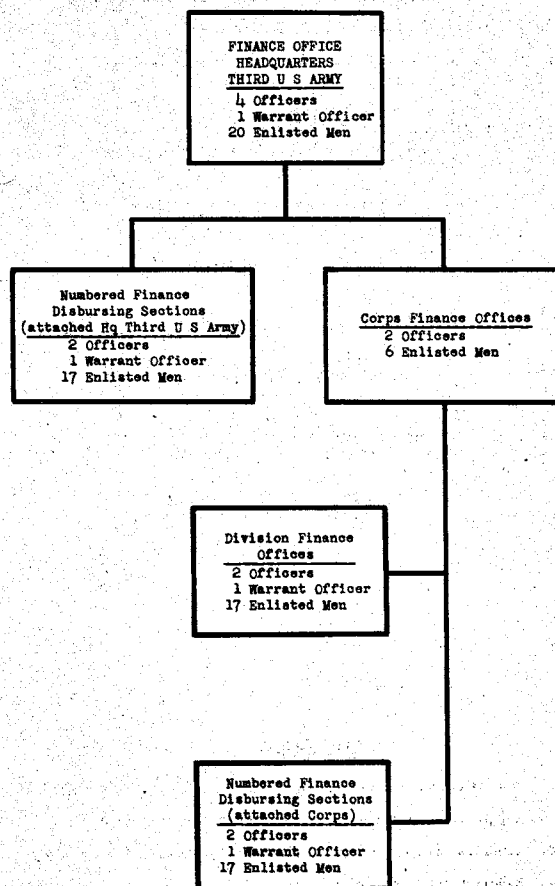 FINANCE OFFICE
HEADQUARTERS
THIRD U S ARMY
4 Officers
1 Warrant Officer
20 Enlisted Men
Numbered Finance
Disbursing Sections
(attached Hq Third U S Army)
2 Officers
1 Warrant Officer
17 Enlisted Men
Corps Finance Offices
2 Officers
6 Enlisted Men
Division Finance
Offices
2 Officers
1 Warrant Officer
17 Enlisted Men
Numbered Finance
Disbursing Sections
(attached Corps)
2 Officers
1 Warrant Officer
17 Enlisted Men